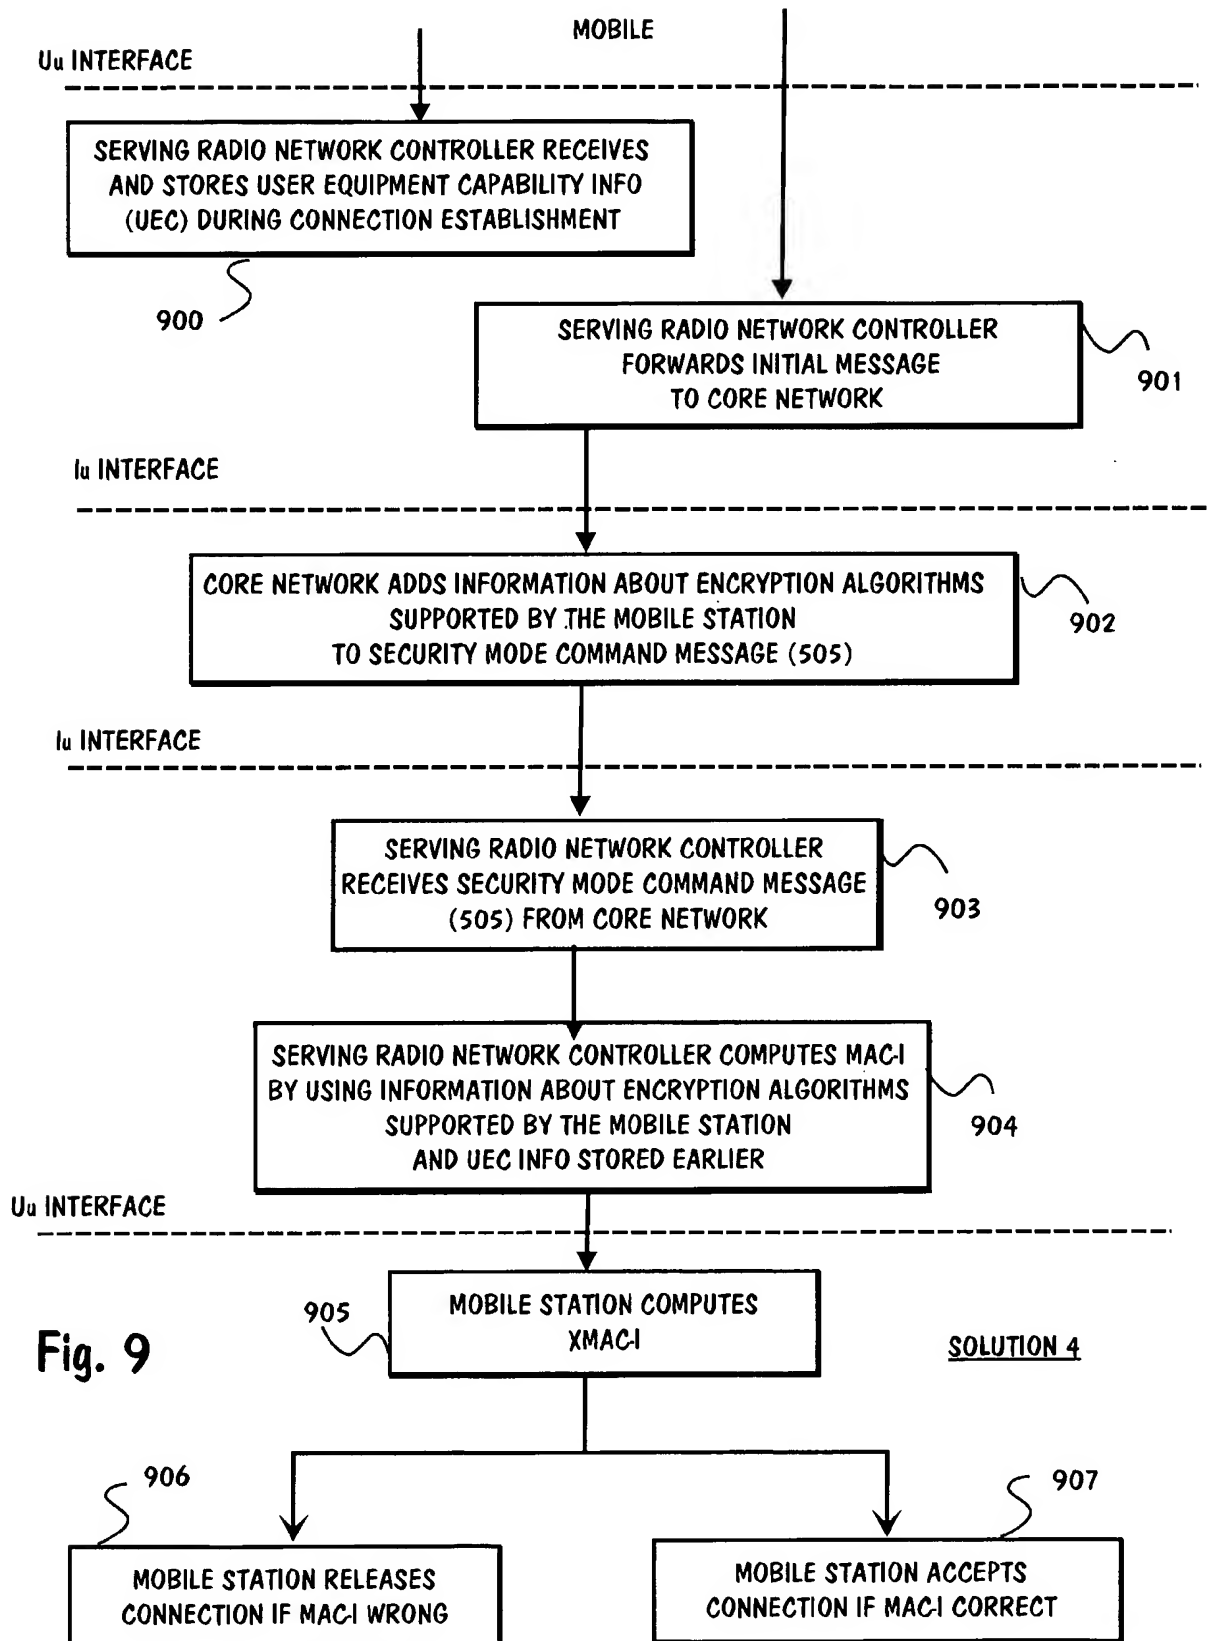 MOBILE
Uu INTERFACE
SERVING RADIO NETWORK CONTROLLER RECEIVES
AND STORES USER EQUIPMENT CAPABILITY INFO
(UEC) DURING CONNECTION ESTABLISHMENT
900
SERVING RADIO NETWORK CONTROLLER
FORWARDS INITIAL MESSAGE
TO CORE NETWORK
901
Iu INTERFACE
CORE NETWORK ADDS INFORMATION ABOUT ENCRYPTION ALGORITHMS
SUPPORTED BY THE MOBILE STATION
TO SECURITY MODE COMMAND MESSAGE (505)
902
Iu INTERFACE
SERVING RADIO NETWORK CONTROLLER
RECEIVES SECURITY MODE COMMAND MESSAGE
(505) FROM CORE NETWORK
903
SERVING RADIO NETWORK CONTROLLER COMPUTES MAC-I
BY USING INFORMATION ABOUT ENCRYPTION ALGORITHMS
SUPPORTED BY THE MOBILE STATION
AND UEC INFO STORED EARLIER
904
Uu INTERFACE
MOBILE STATION COMPUTES
XMAC-I
905
Fig. 9
SOLUTION 4
906
907
MOBILE STATION RELEASES
CONNECTION IF MAC-I WRONG
MOBILE STATION ACCEPTS
CONNECTION IF MAC-I CORRECT